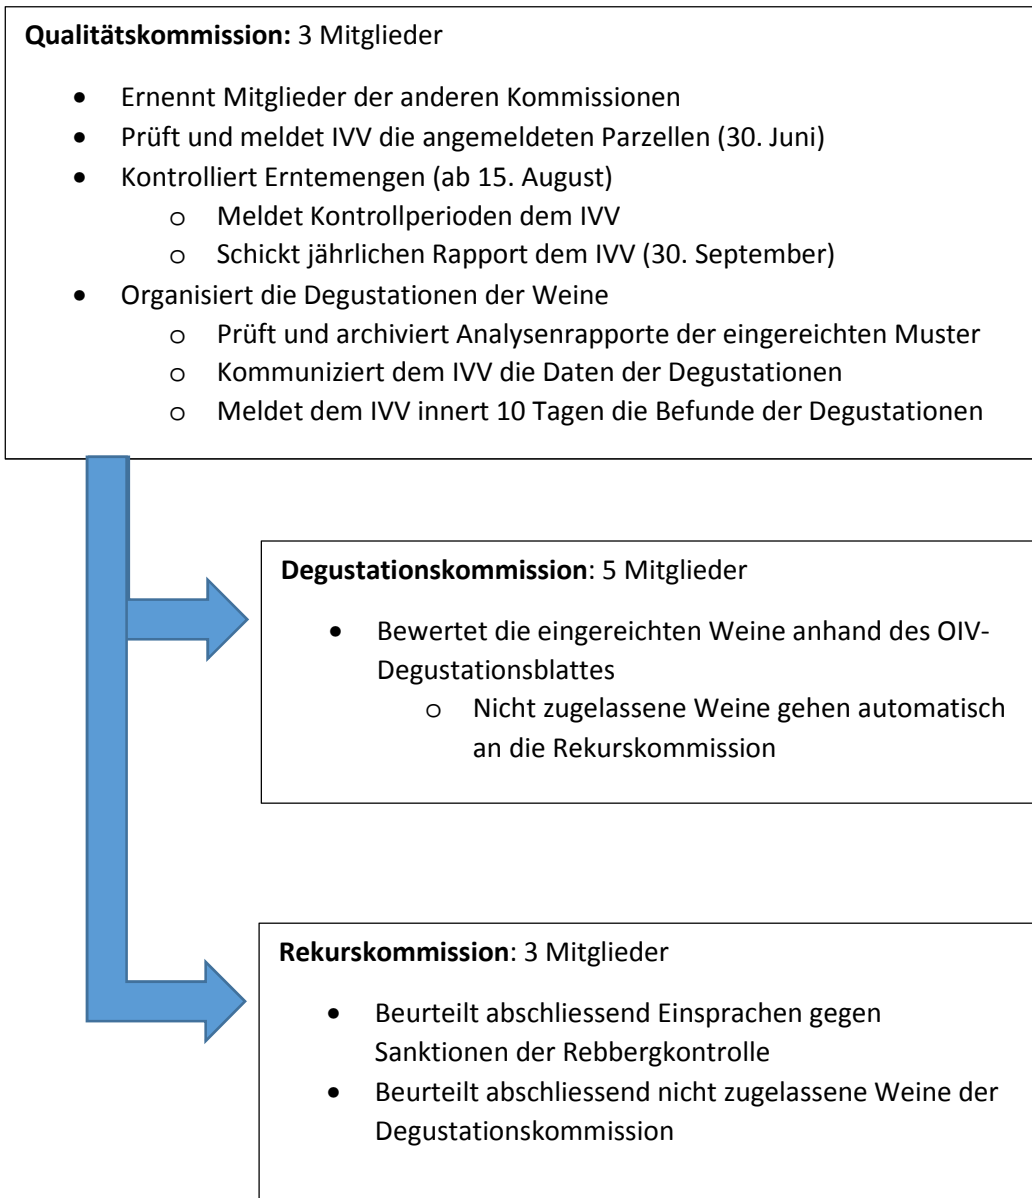 Qualitätskommission: 3 Mitglieder
• Ernennt Mitglieder der anderen Kommissionen
• Prüft und meldet IVV die angemeldeten Parzellen (30. Juni)
• Kontrolliert Erntemengen (ab 15. August)
o Meldet Kontrollperioden dem IVV
o Schickt jährlichen Rapport dem IVV (30. September)
• Organisiert die Degustationen der Weine
o Prüft und archiviert Analysenrapporte der eingereichten Muster
o Kommuniziert dem IVV die Daten der Degustationen
o Meldet dem IVV innert 10 Tagen die Befunde der Degustationen
Degustationskommission: 5 Mitglieder
• Bewertet die eingereichten Weine anhand des OIV-
Degustationsblattes
o Nicht zugelassene Weine gehen automatisch
an die Rekurskommission
Rekurskommission: 3 Mitglieder
• Beurteilt abschliessend Einsprachen gegen
Sanktionen der Rebbergkontrolle
• Beurteilt abschliessend nicht zugelassene Weine der
Degustationskommission